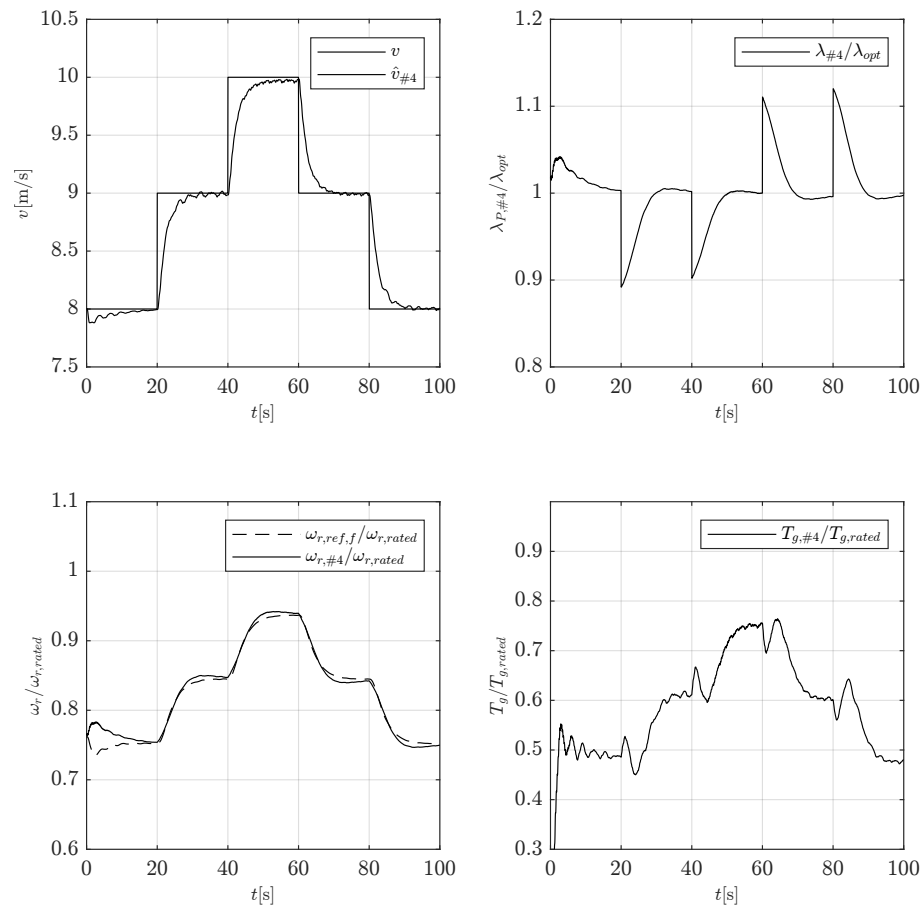 10.5
10
9.5
9
8.5
8
7.5
v[m/s]
0 20 40 60 80 100
t[s]
v
v̂#4
1.2
1.1
1
0.9
0.8
λP,#4/λopt
0 20 40 60 80 100
t[s]
λ#4/λopt
1.1
1
0.9
0.8
0.7
0.6
ωr/ωr,rated
0 20 40 60 80 100
t[s]
ωr,ref,f/ωr,rated
ωr,#4/ωr,rated
0.9
0.8
0.7
0.6
0.5
0.4
0.3
Tg/Tg,rated
0 20 40 60 80 100
t[s]
Tg,#4/Tg,rated